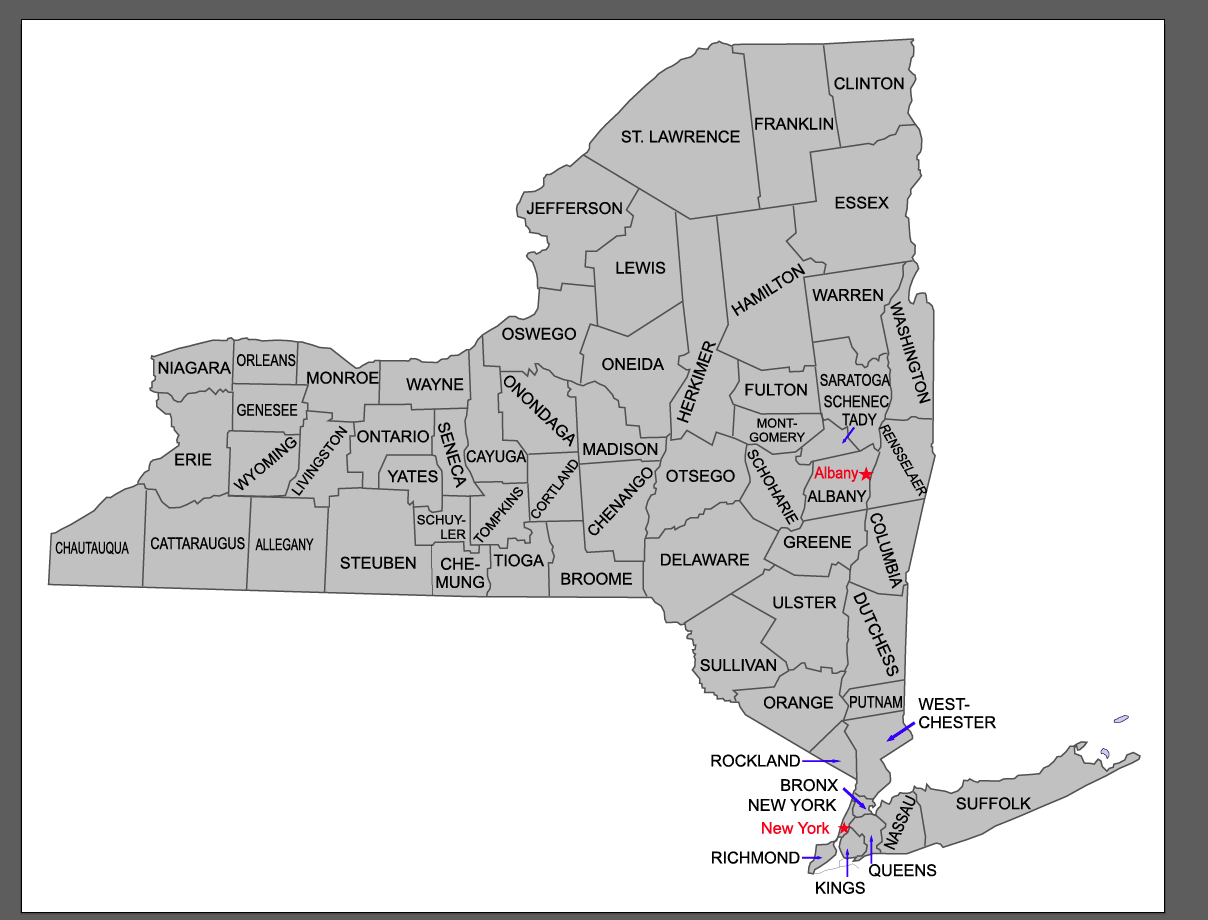 CLINTON
FRANKLIN
ST. LAWRENCE
ESSEX
JEFFERSON
LEWIS
HAMILTON
WARREN
WASHINGTON
OSWEGO
ONEIDA
HERKIMER
NIAGARA
ORLEANS
MONROE
WAYNE
FULTON
SARATOGA
SCHENEC
TADY
GENESEE
ONONDAGA
MONT-
GOMERY
ONTARIO
SENECA
CAYUGA
MADISON
ERIE
WYOMING
LIVINGSTON
YATES
CORTLAND
CHENANGO
OTSEGO
SCHOHARIE
Albany
ALBANY
RENSSELAER
SCHUY-
LER
TOMPKINS
CHAUTAUQUA
CATTARAUGUS
ALLEGANY
STEUBEN
CHE-
MUNG
TIOGA
BROOME
DELAWARE
GREENE
COLUMBIA
ULSTER
DUTCHESS
SULLIVAN
ORANGE
PUTNAM
WEST-
CHESTER
ROCKLAND
BRONX
NEW YORK
New York
NASSAU
SUFFOLK
RICHMOND
QUEENS
KINGS